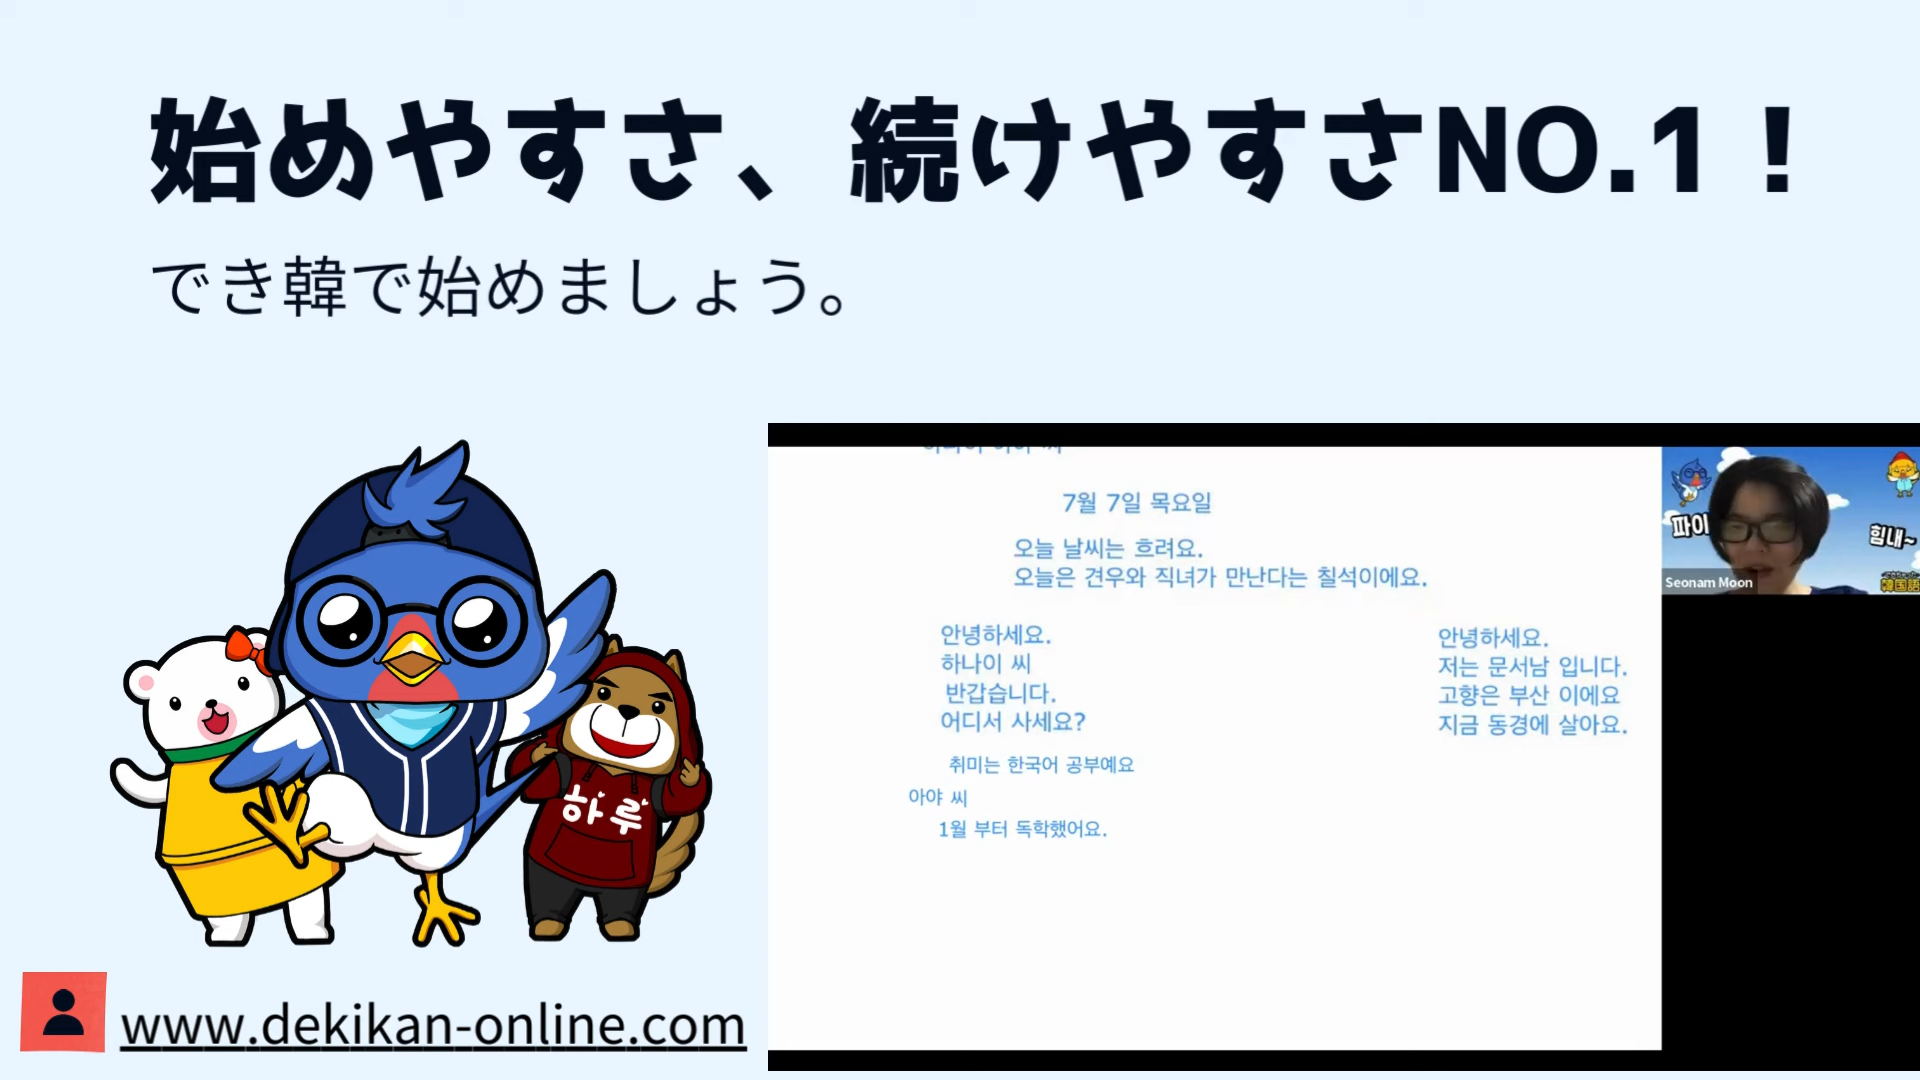 始めやすさ、続けやすさNO.1！
でき韓で始めましょう。
7월 7일 목요일
오늘 날씨는 흐려요.
오늘은 견우와 직녀가 만난다는 칠석이에요.
안녕하세요.
하나이 씨
반갑습니다.
어디서 사세요?
취미는 한국어 공부예요
아야 씨
1월 부터 독학했어요.
안녕하세요.
저는 문서남 입니다.
고향은 부산 이에요
지금 동경에 살아요.
파이
힘내~
Seonam Moon
韓国語
하루
www.dekikan-online.com